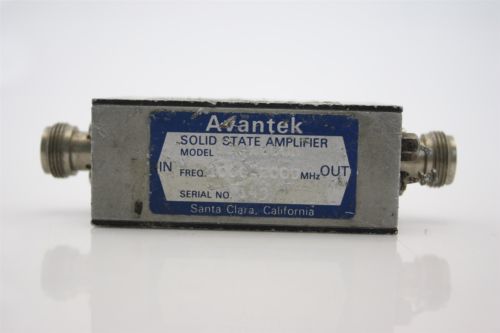 Avantek
SOLID STATE AMPLIFIER
MODEL
IN FREQ. MHz OUT
SERIAL NO.
Santa Clara, California